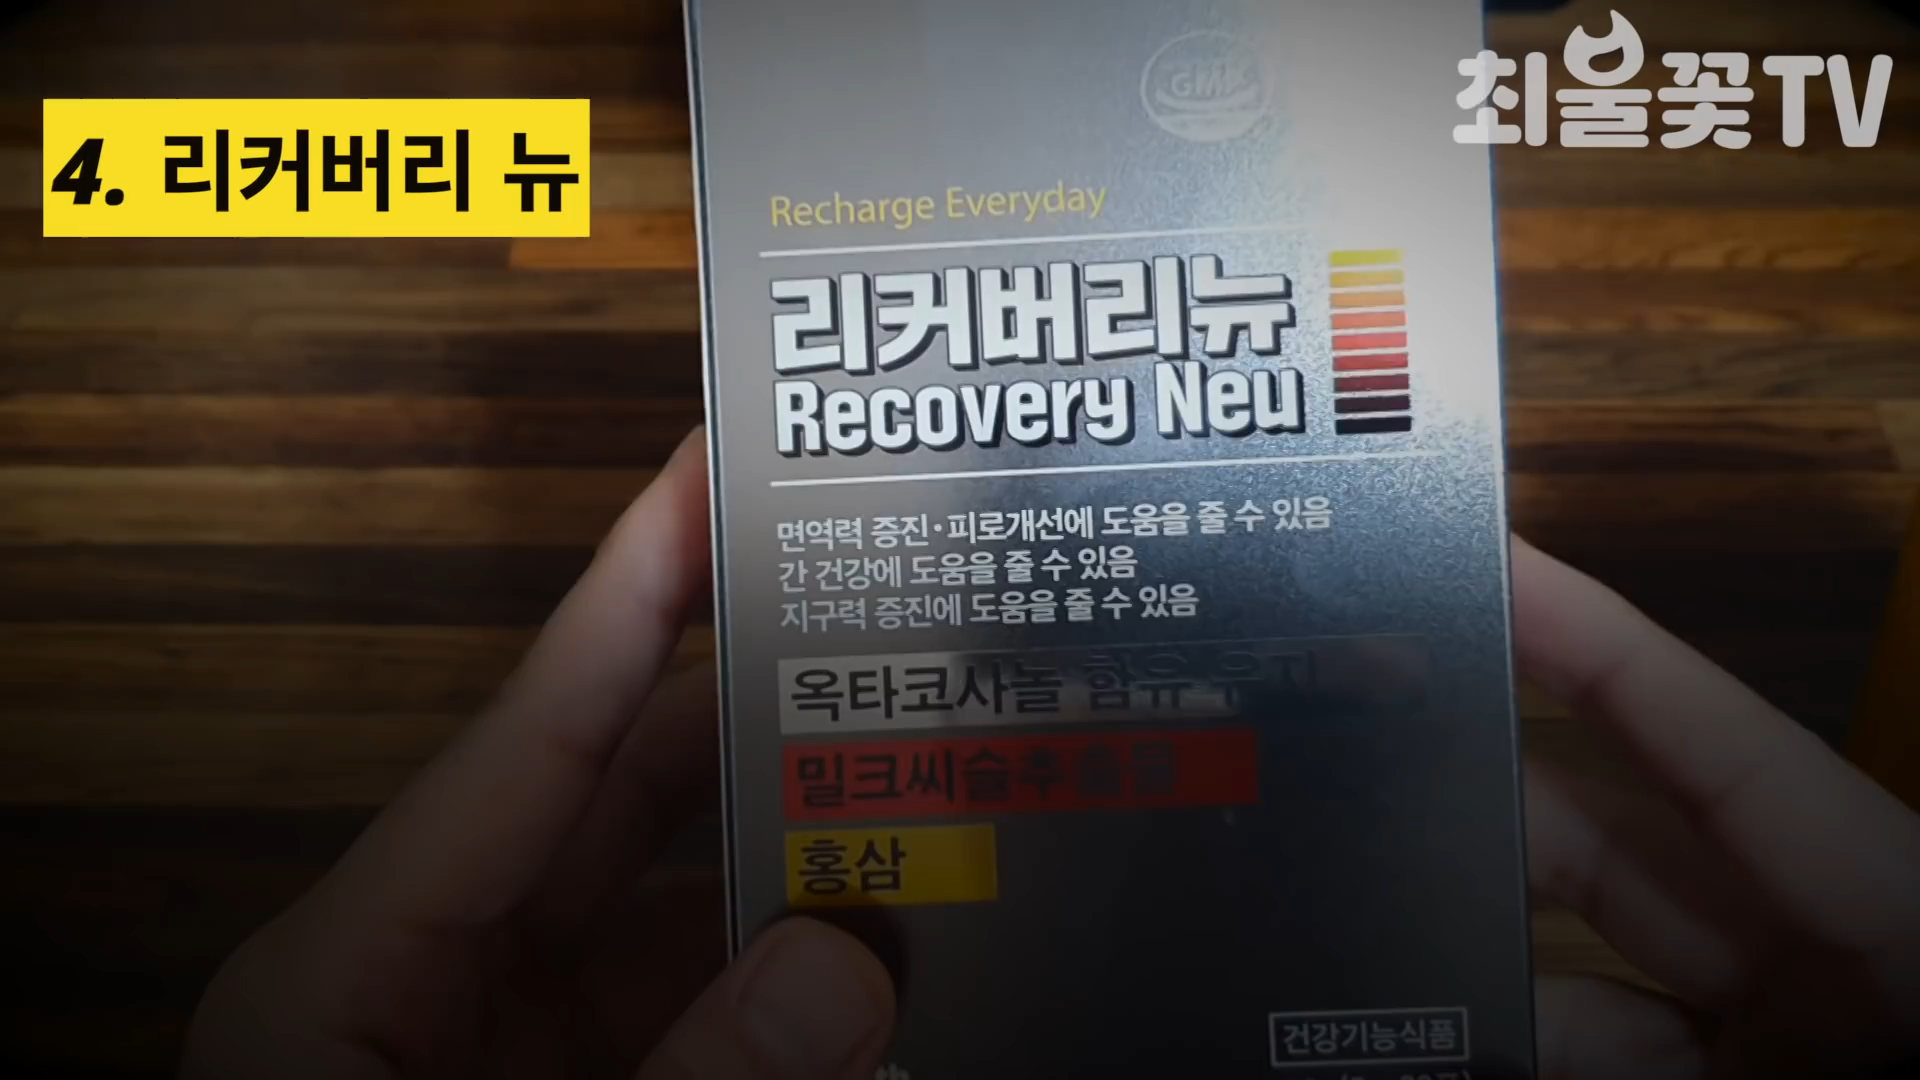 최울꽃TV
4. 리커버리 뉴
GMP
Recharge Everyday
리커버리뉴
Recovery Neu
면역력 증진·피로개선에 도움을 줄 수 있음
간 건강에 도움을 줄 수 있음
지구력 증진에 도움을 줄 수 있음
옥타코사놀 함유 유지
밀크씨슬추출물
홍삼
건강기능식품